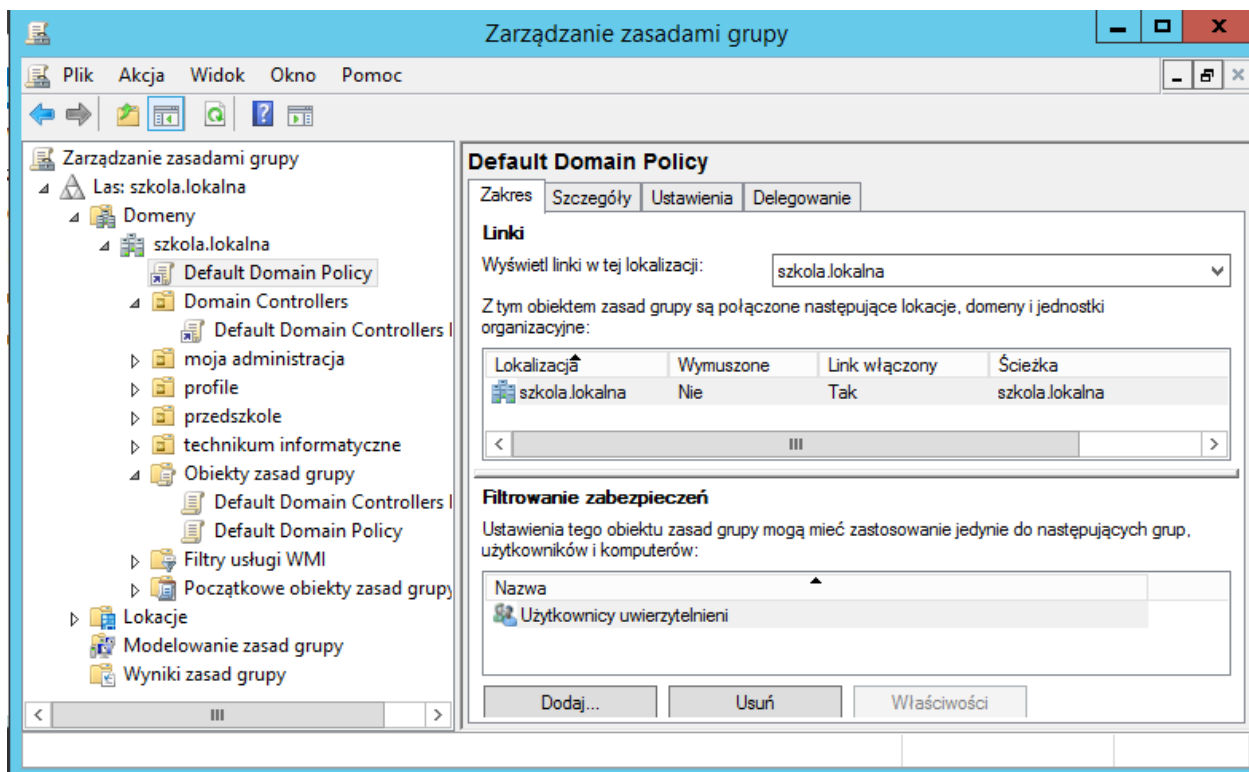 Zarządzanie zasadami grupy
Plik Akcja Widok Okno Pomoc
Zarządzanie zasadami grupy
Las: szkola.lokalna
Domeny
szkola.lokalna
Default Domain Policy
Domain Controllers
Default Domain Controllers
moja administracja
profile
przedszkole
technikum informatyczne
Obiekty zasad grupy
Default Domain Controllers
Default Domain Policy
Filtry usługi WMI
Początkowe obiekty zasad grupy
Lokacje
Modelowanie zasad grupy
Wyniki zasad grupy
Default Domain Policy
Zakres Szczegóły Ustawienia Delegowanie
Linki
Wyświetl linki w tej lokalizacji: szkola.lokalna
Z tym obiektem zasad grupy są połączone następujące lokacje, domeny i jednostki
organizacyjne:
Lokalizacja Wymuszone Link włączony Ścieżka
szkola.lokalna Nie Tak szkola.lokalna
Filtrowanie zabezpieczeń
Ustawienia tego obiektu zasad grupy mogą mieć zastosowanie jedynie do następujących grup,
użytkowników i komputerów:
Nazwa
Użytkownicy uwierzytelnieni
Dodaj... Usuń Właściwości